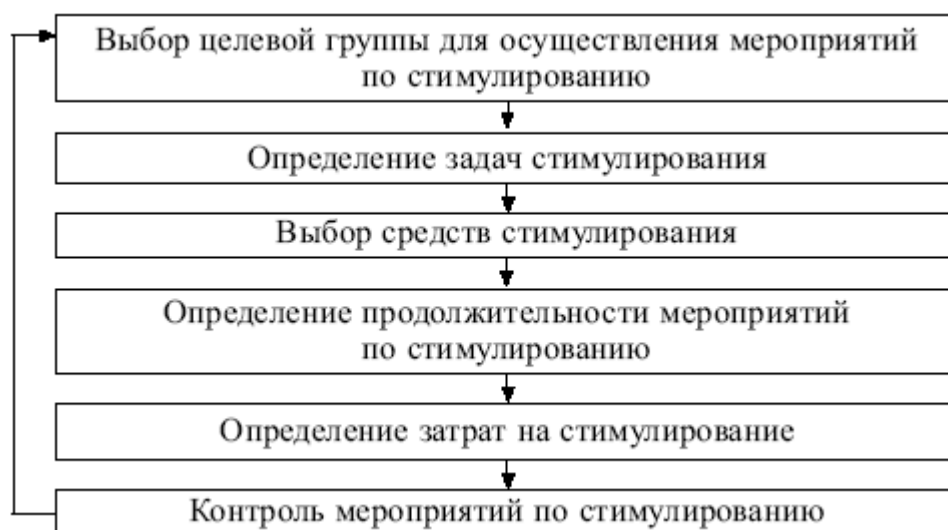 Выбор целевой группы для осуществления мероприятий
по стимулированию
Определение задач стимулирования
Выбор средств стимулирования
Определение продолжительности мероприятий
по стимулированию
Определение затрат на стимулирование
Контроль мероприятий по стимулированию